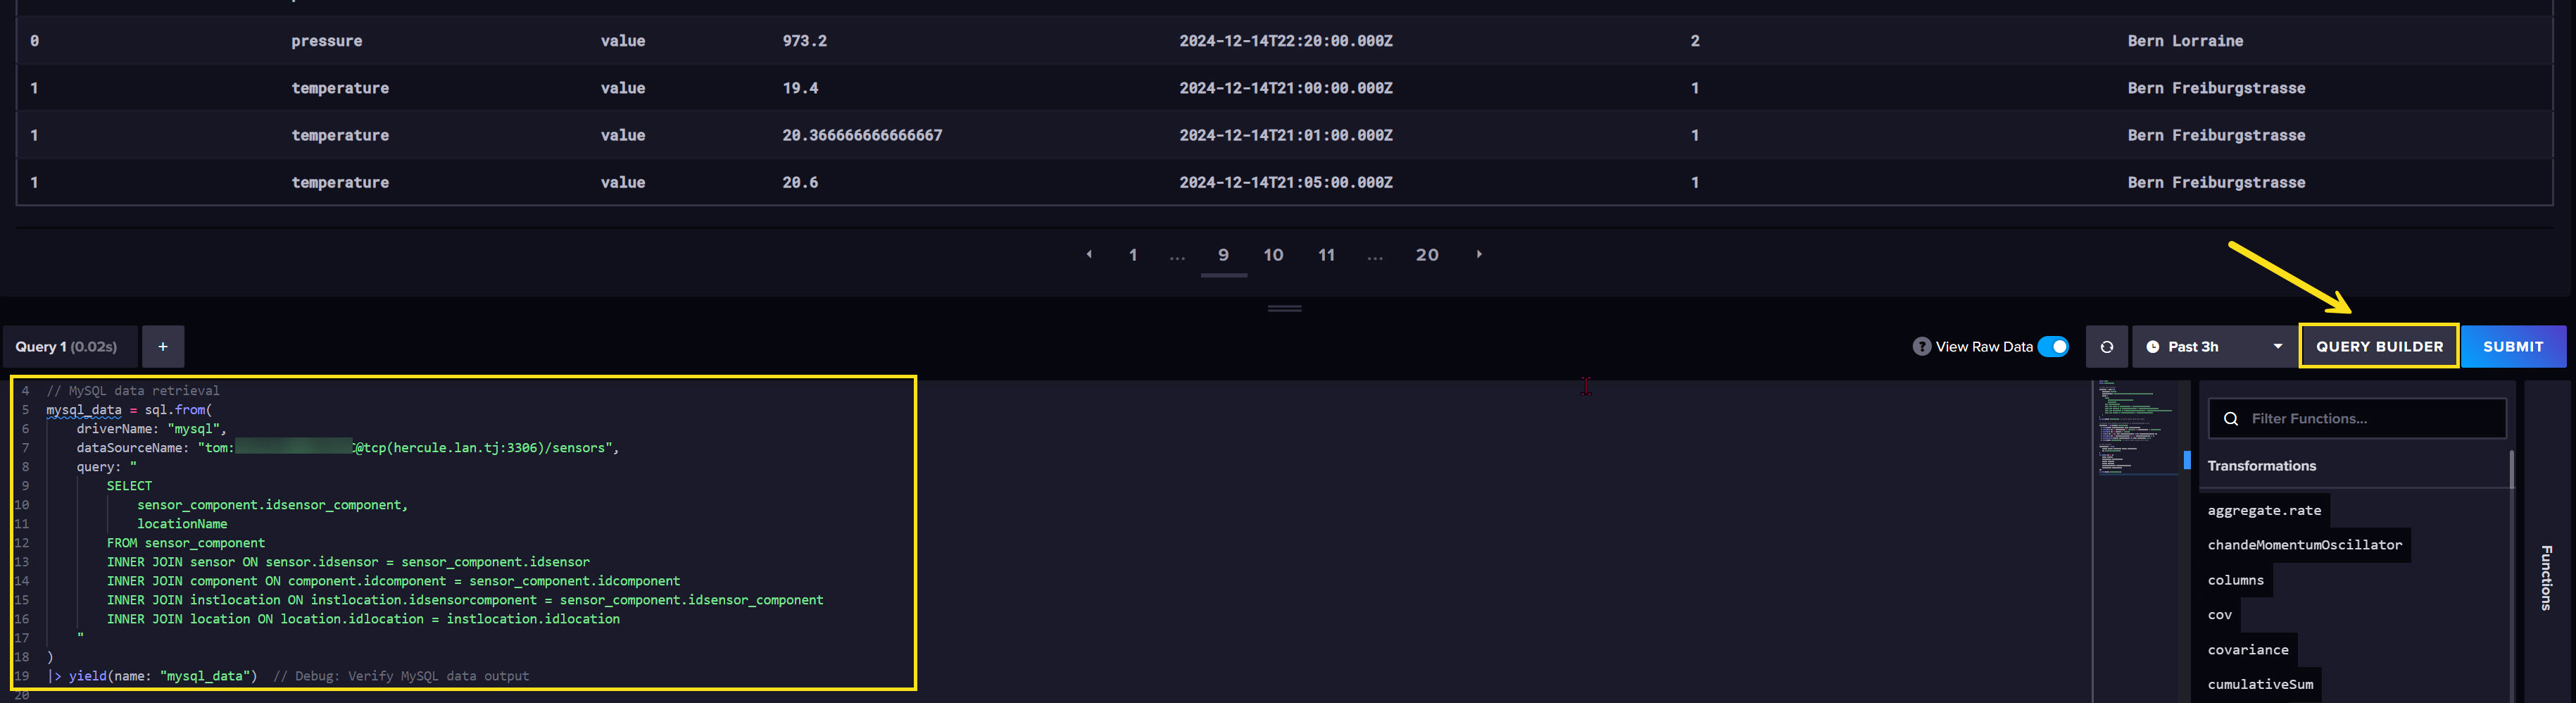 0 pressure value 973.2 2024-12-14T22:20:00.000Z 2 Bern Lorraine
1 temperature value 19.4 2024-12-14T21:00:00.000Z 1 Bern Freiburgstrasse
1 temperature value 20.366666666666667 2024-12-14T21:01:00.000Z 1 Bern Freiburgstrasse
1 temperature value 20.6 2024-12-14T21:05:00.000Z 1 Bern Freiburgstrasse
1 ... 9 10 11 ... 20
Query 1 (0.02s) + ? View Raw Data Past 3h QUERY BUILDER SUBMIT
4 // MySQL data retrieval
5 mysql_data = sql.from(
6 driverName: "mysql",
7 dataSourceName: "tom: @tcp(hercule.lan.tj:3306)/sensors",
8 query: "
9 SELECT
10 sensor_component.idsensor_component,
11 locationName
12 FROM sensor_component
13 INNER JOIN sensor ON sensor.idsensor = sensor_component.idsensor
14 INNER JOIN component ON component.idcomponent = sensor_component.idcomponent
15 INNER JOIN instlocation ON instlocation.idsensorcomponent = sensor_component.idsensor_component
16 INNER JOIN location ON location.idlocation = instlocation.idlocation
17 "
18 )
19 |> yield(name: "mysql_data") // Debug: Verify MySQL data output
20
Filter Functions...
Transformations
aggregate.rate
chandeMomentumOscillator
columns
cov
covariance
cumulativeSum
Functions